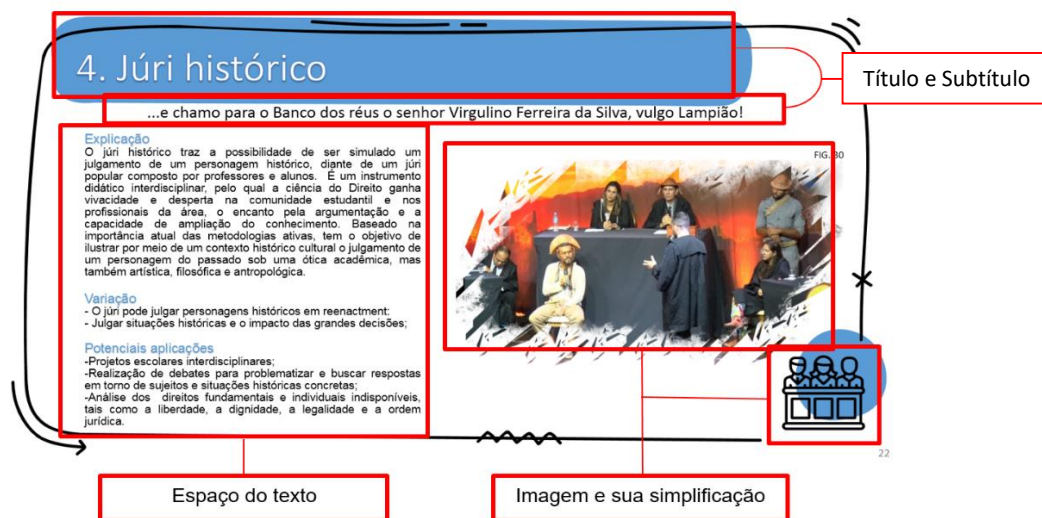 4. Júri histórico
Título e Subtítulo
...e chamo para o Banco dos réus o senhor Virgulino Ferreira da Silva, vulgo Lampião!
Explicação
O júri histórico traz a possibilidade de ser simulado um
julgamento de um personagem histórico, diante de um júri
popular composto por professores e alunos. É um instrumento
didático interdisciplinar, pelo qual a ciência do Direito ganha
vivacidade e desperta na comunidade estudantil e nos
profissionais da área, o encanto pela argumentação e a
capacidade de ampliação do conhecimento. Baseado na
importância atual das metodologias ativas, tem o objetivo de
ilustrar por meio de um contexto histórico cultural o julgamento de
um personagem do passado sob uma ótica acadêmica, mas
também artística, filosófica e antropológica.
Variação
- O júri pode julgar personagens históricos em reenactment:
- Julgar situações históricas e o impacto das grandes decisões;
Potenciais aplicações
-Projetos escolares interdisciplinares;
-Realização de debates para problematizar e buscar respostas
em torno de sujeitos e situações históricas concretas;
-Análise dos direitos fundamentais e individuais indisponíveis,
tais como a liberdade, a dignidade, a legalidade e a ordem
jurídica.
FIG. 30
22
Espaço do texto
Imagem e sua simplificação